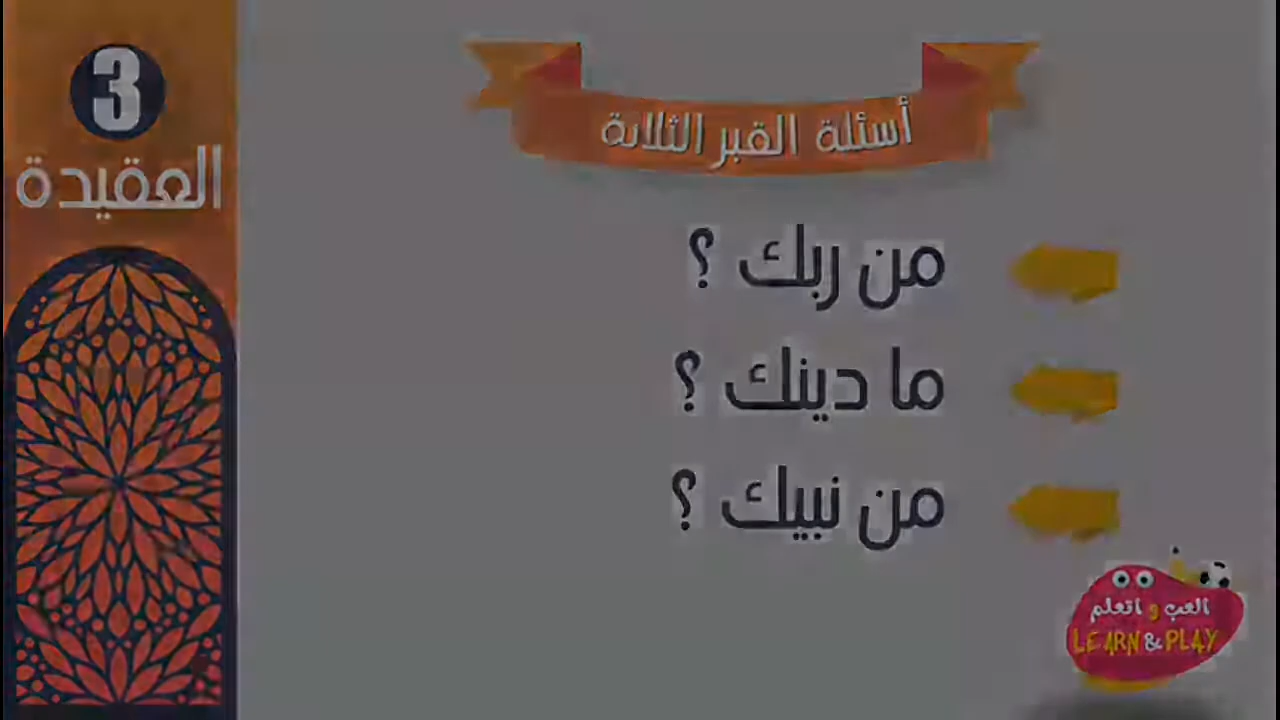 3
العقيدة
أسئلة القبر الثلاثة
من ربك ؟
ما دينك ؟
من نبيك ؟
العب و اتعلم
LEARN & PLAY